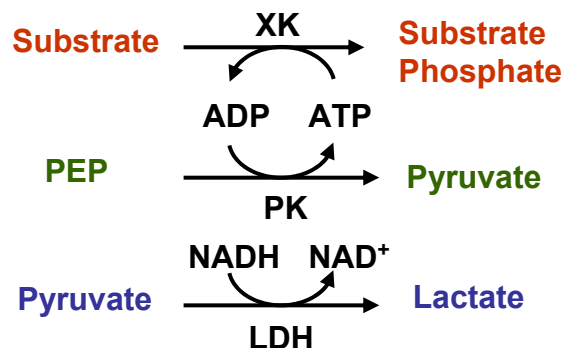 Substrate XK Substrate
Phosphate
ADP ATP
PEP Pyruvate
PK
NADH NAD⁺
Pyruvate Lactate
LDH